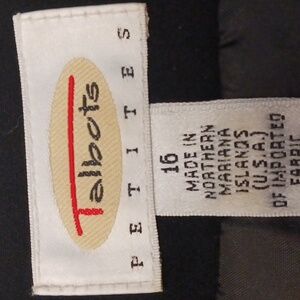 Talbots
PETITES
16
MADE IN
NORTHERN
MARIANA
ISLANDS
(U.S.A.)
OF IMPORTED
FABRIC